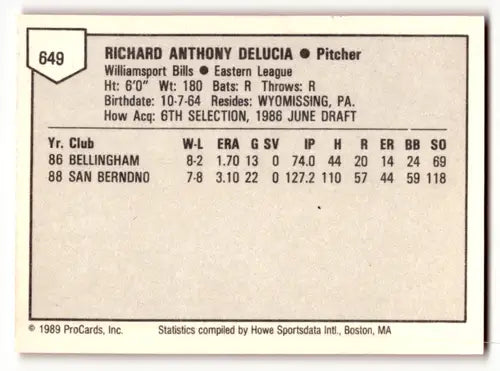 649
RICHARD ANTHONY DELUCIA ● Pitcher
Williamsport Bills ● Eastern League
Ht: 6'0" Wt: 180 Bats: R Throws: R
Birthdate: 10-7-64 Resides: WYOMISSING, PA.
How Acq: 6TH SELECTION, 1986 JUNE DRAFT
Yr. Club W-L ERA G SV IP H R ER BB SO
86 BELLINGHAM 8-2 1.70 13 0 74.0 44 20 14 24 69
88 SAN BERNDNO 7-8 3.10 22 0 127.2 110 57 44 59 118
© 1989 ProCards, Inc. Statistics compiled by Howe Sportsdata Intl., Boston, MA